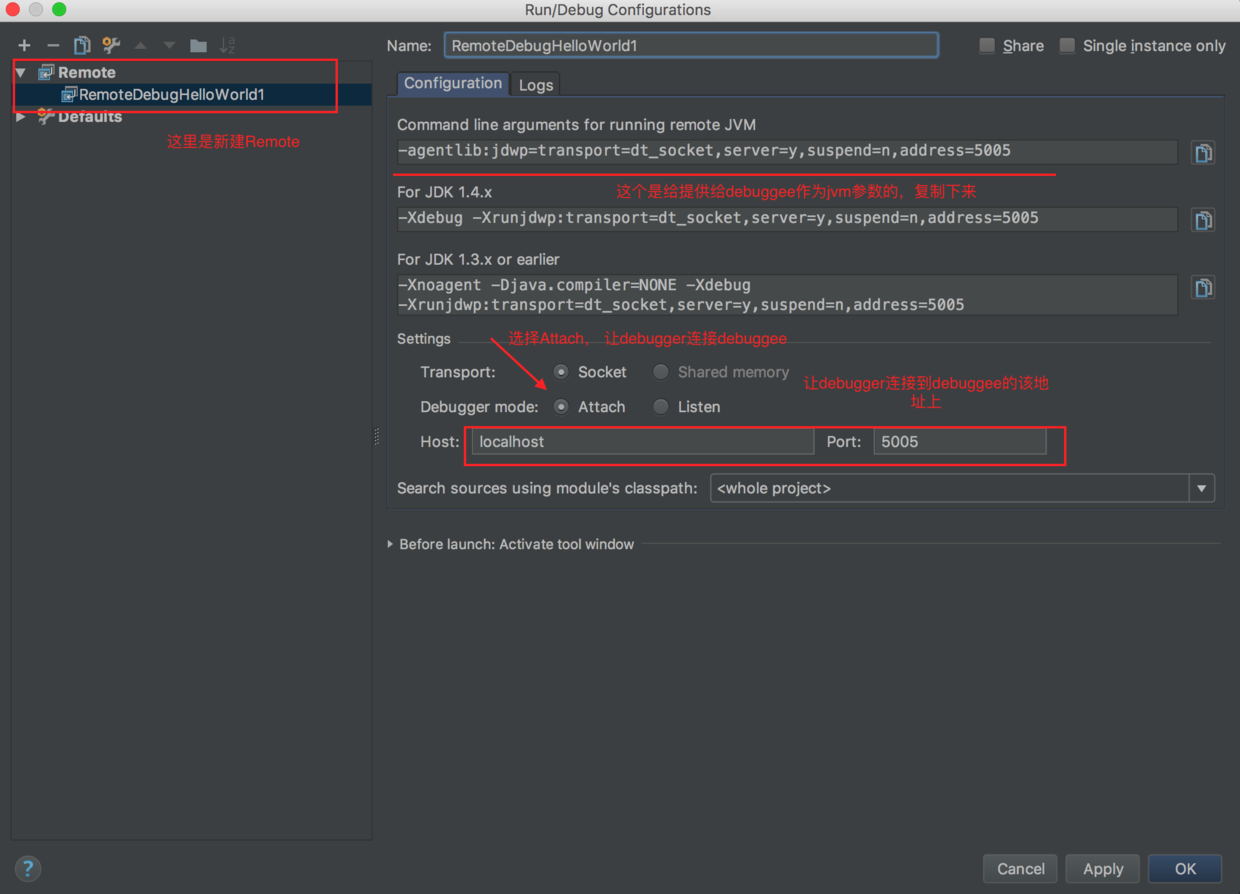 Run/Debug Configurations
Name: RemoteDebugHelloWorld1 Share Single instance only
Remote
RemoteDebugHelloWorld1
Defaults
这里是新建Remote
Configuration Logs
Command line arguments for running remote JVM
-agentlib:jdwp=transport=dt_socket,server=y,suspend=n,address=5005
For JDK 1.4.x
这个是给提供给debuggee作为jvm参数的，复制下来
-Xdebug -Xrunjdwp:transport=dt_socket,server=y,suspend=n,address=5005
For JDK 1.3.x or earlier
-Xnoagent -Djava.compiler=NONE -Xdebug
-Xrunjdwp:transport=dt_socket,server=y,suspend=n,address=5005
Settings
选择Attach， 让debugger连接debuggee
Transport: Socket Shared memory
让debugger连接到debuggee的该地
址上
Debugger mode: Attach Listen
Host: localhost Port: 5005
Search sources using module's classpath: <whole project>
Before launch: Activate tool window
? Cancel Apply OK